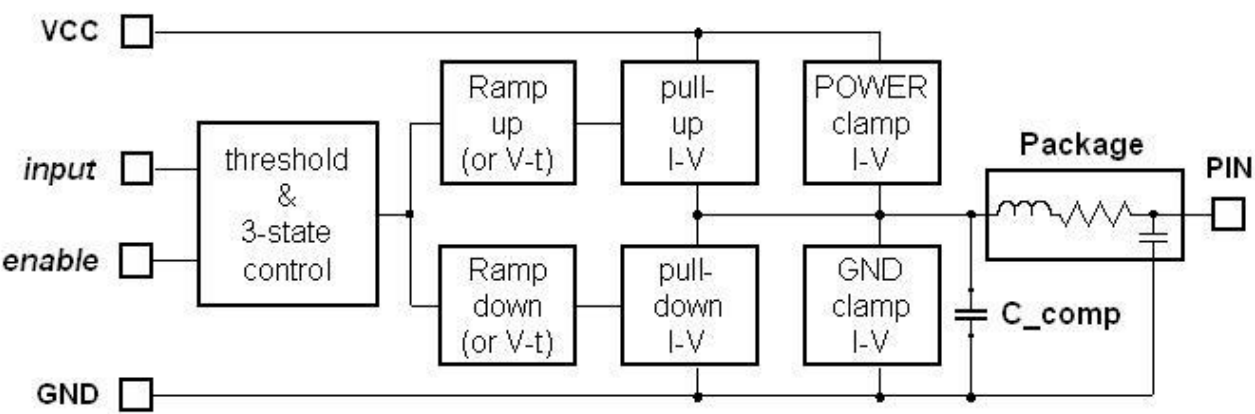 VCC
input
enable
GND
threshold
&
3-state
control
Ramp
up
(or V-t)
Ramp
down
(or V-t)
pull-
up
I-V
pull-
down
I-V
POWER
clamp
I-V
GND
clamp
I-V
C_comp
Package
PIN